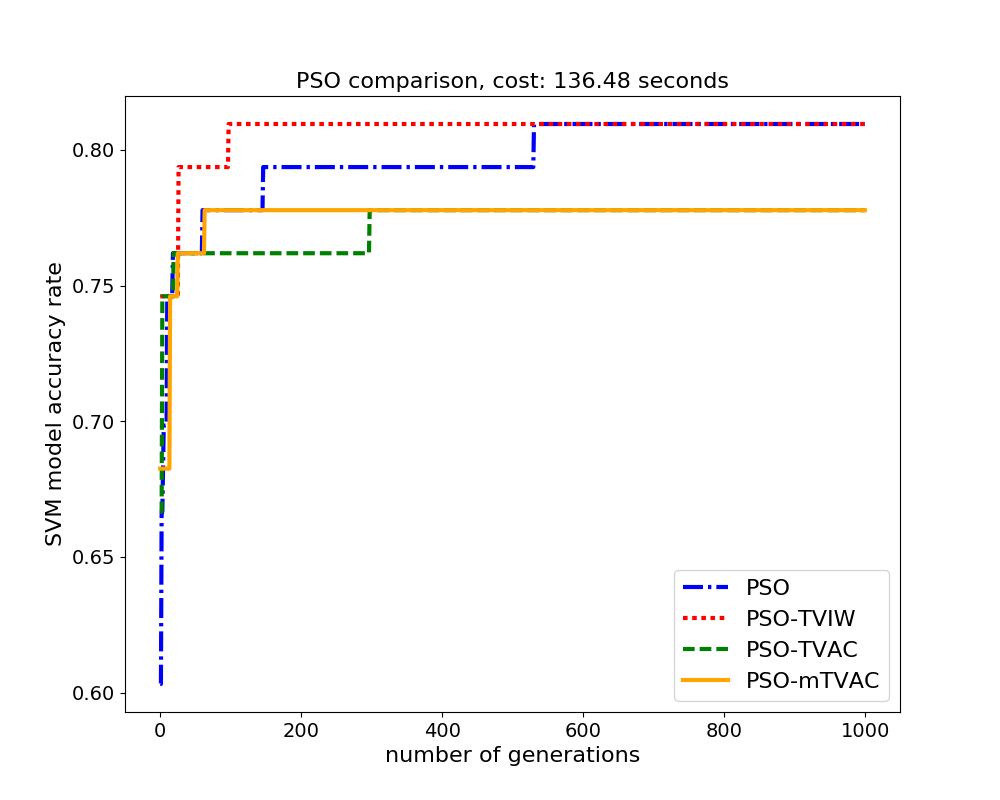 PSO comparison, cost: 136.48 seconds
SVM model accuracy rate
0.80
0.75
0.70
0.65
0.60
0 200 400 600 800 1000
number of generations
PSO
PSO-TVIW
PSO-TVAC
PSO-mTVAC